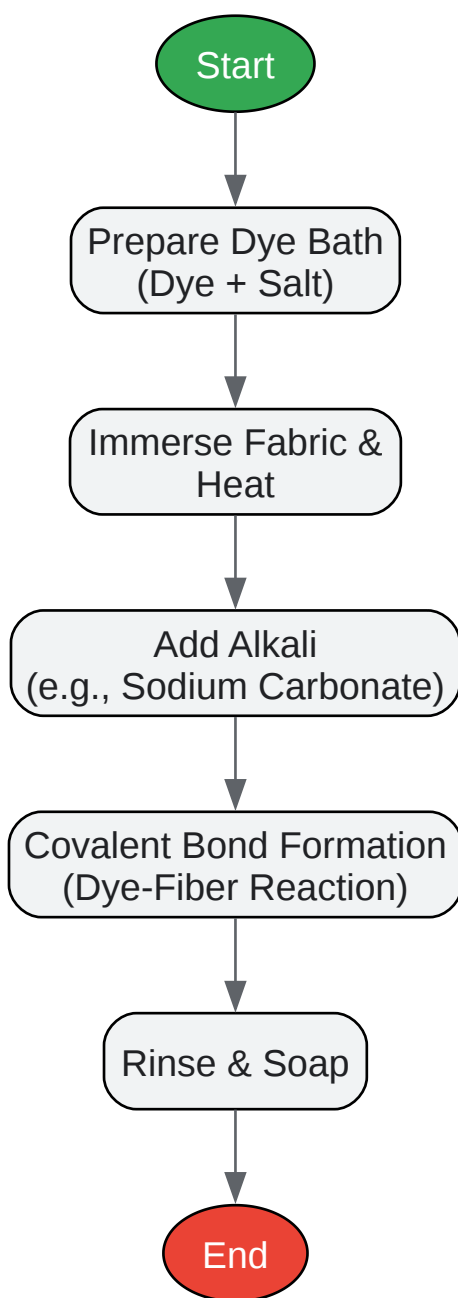 Start
Prepare Dye Bath
(Dye + Salt)
Immerse Fabric &
Heat
Add Alkali
(e.g., Sodium Carbonate)
Covalent Bond Formation
(Dye-Fiber Reaction)
Rinse & Soap
End